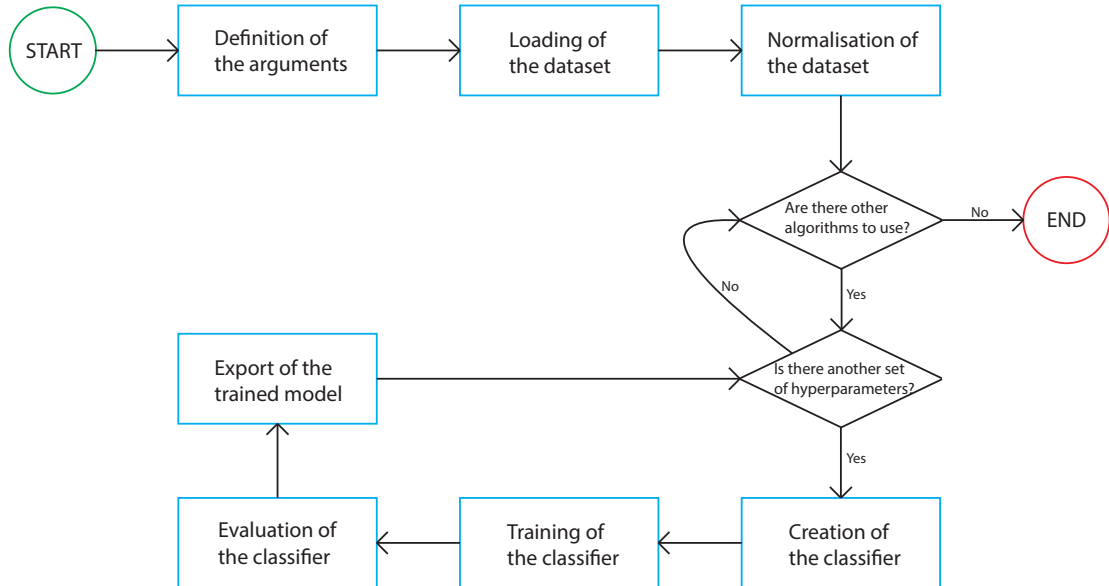 START
Definition of
the arguments
Loading of
the dataset
Normalisation of
the dataset
Are there other
algorithms to use?
No
END
No
Yes
Export of the
trained model
Is there another set
of hyperparameters?
Yes
Evaluation of
the classifier
Training of
the classifier
Creation of
the classifier